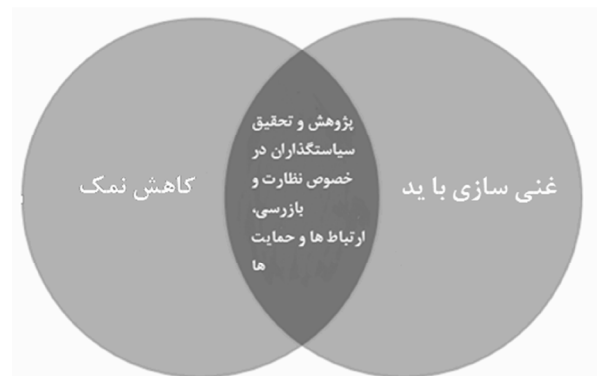 غنی سازی با ید
پژوهش و تحقیق
سیاستگذاران در
خصوص نظارت و
بازرسی،
ارتباط ها و حمایت
ها
کاهش نمک